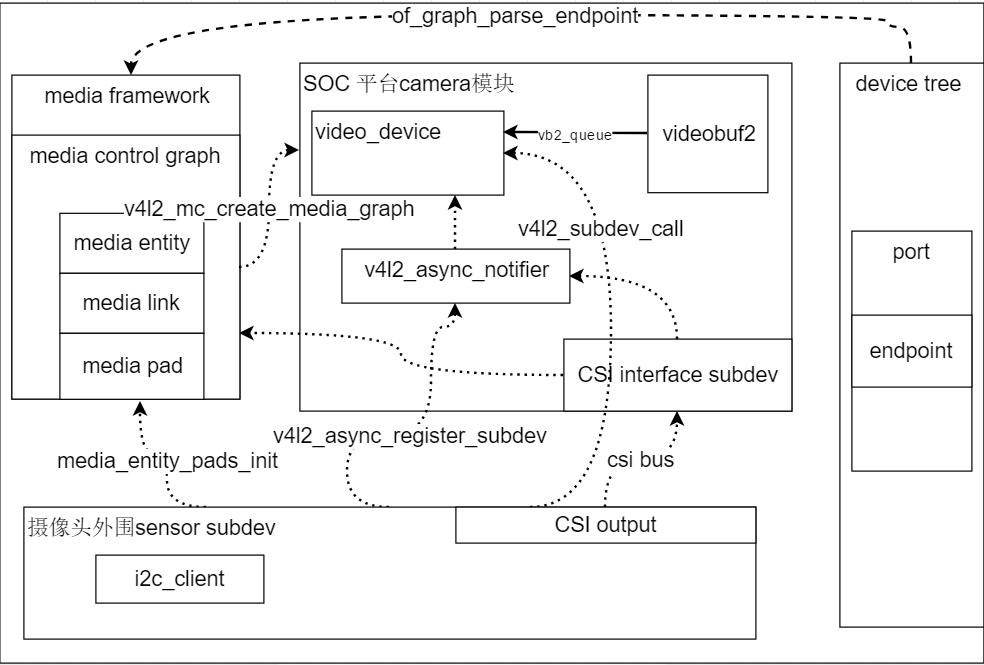 of_graph_parse_endpoint
media framework
media control graph
v4l2_mc_create_media_graph
media entity
media link
media pad
SOC 平台camera模块
video_device
vb2_queue
videobuf2
v4l2_subdev_call
v4l2_async_notifier
CSI interface subdev
device tree
port
endpoint
v4l2_async_register_subdev
media_entity_pads_init
csi bus
摄像头外围sensor subdev
CSI output
i2c_client